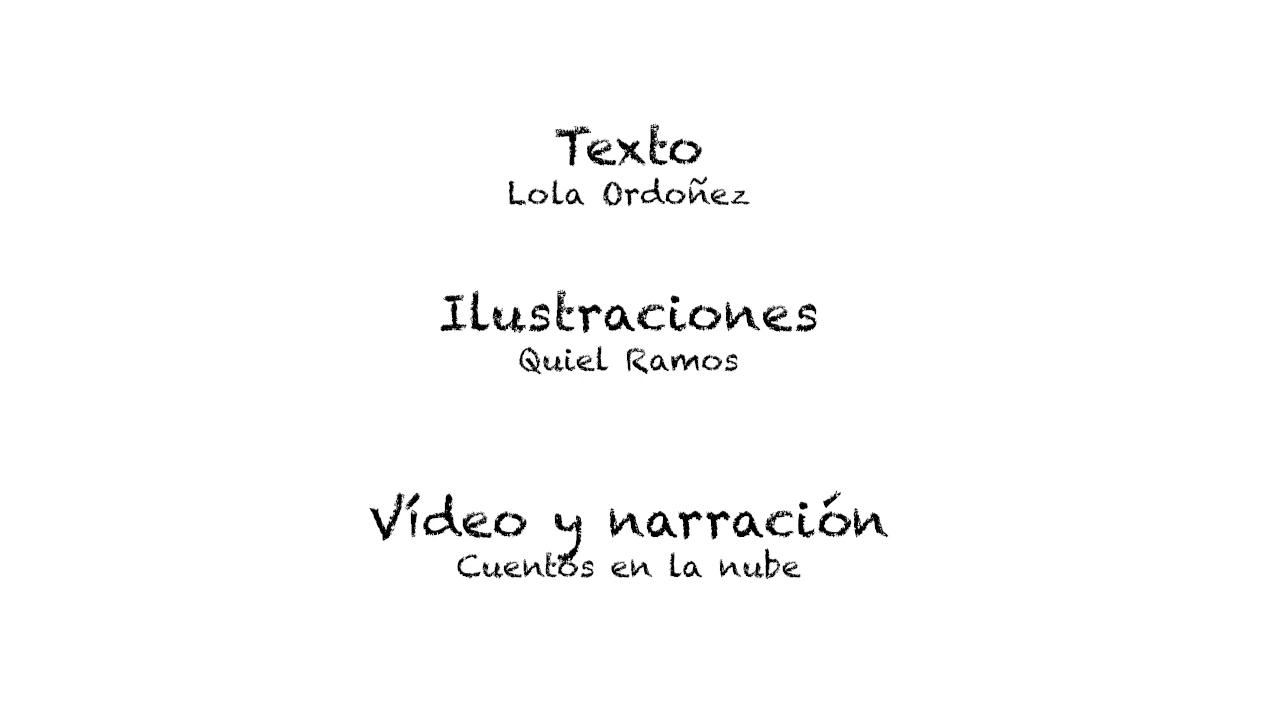 Texto
Lola Ordoñez
Ilustraciones
Quiel Ramos
Vídeo y narración
Cuentos en la nube